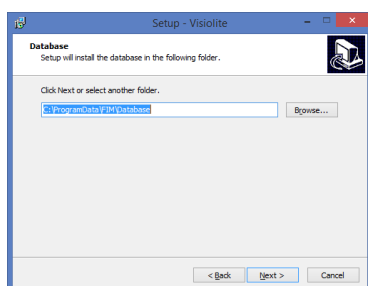 Setup - Visiolite
Database
Setup will install the database in the following folder.
Click Next or select another folder.
C:\ProgramData\FIM\Database
Browse...
< Back
Next >
Cancel